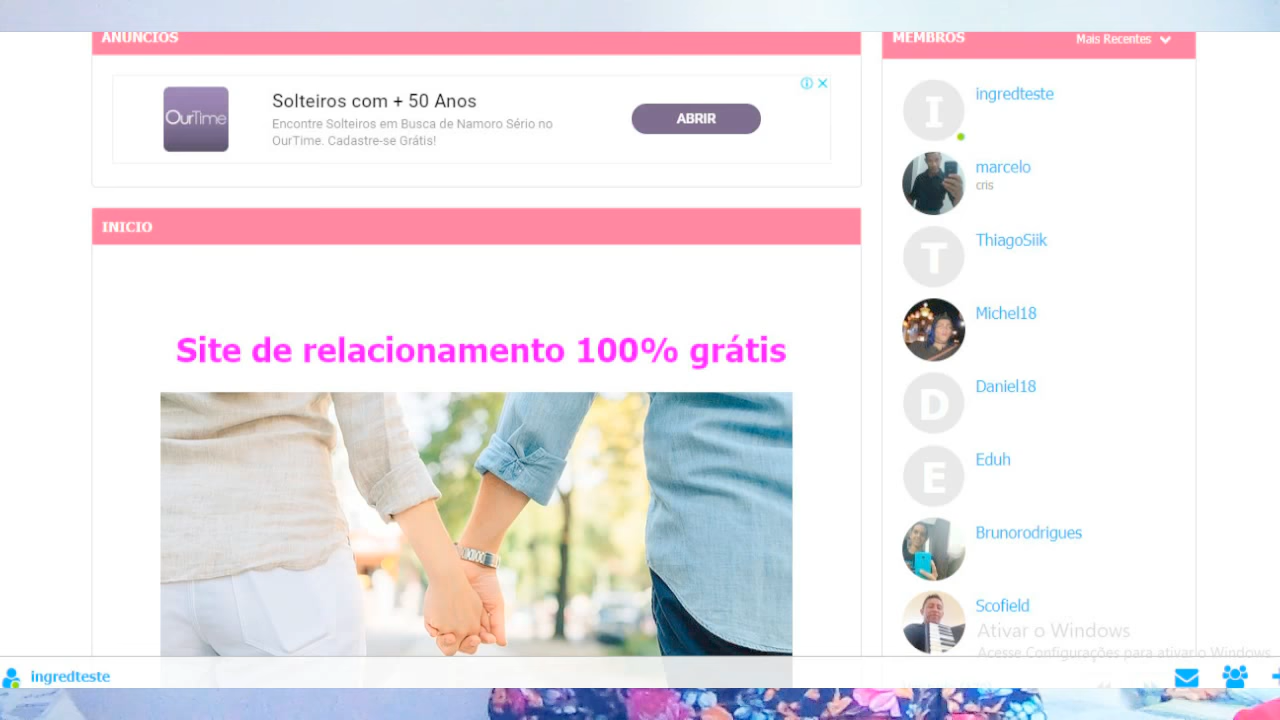 ANÚNCIOS
OurTime
Solteiros com + 50 Anos
Encontre Solteiros em Busca de Namoro Sério no
OurTime. Cadastre-se Grátis!
ABRIR
INICIO
Site de relacionamento 100% grátis
MEMBROS
Mais Recentes
I
ingredteste
marcelo
cris
T
ThiagoSiik
Michel18
D
Daniel18
E
Eduh
Brunorodrigues
Scofield
Ativar o Windows
Acesse Configurações para ativar o Windows.
ingredteste